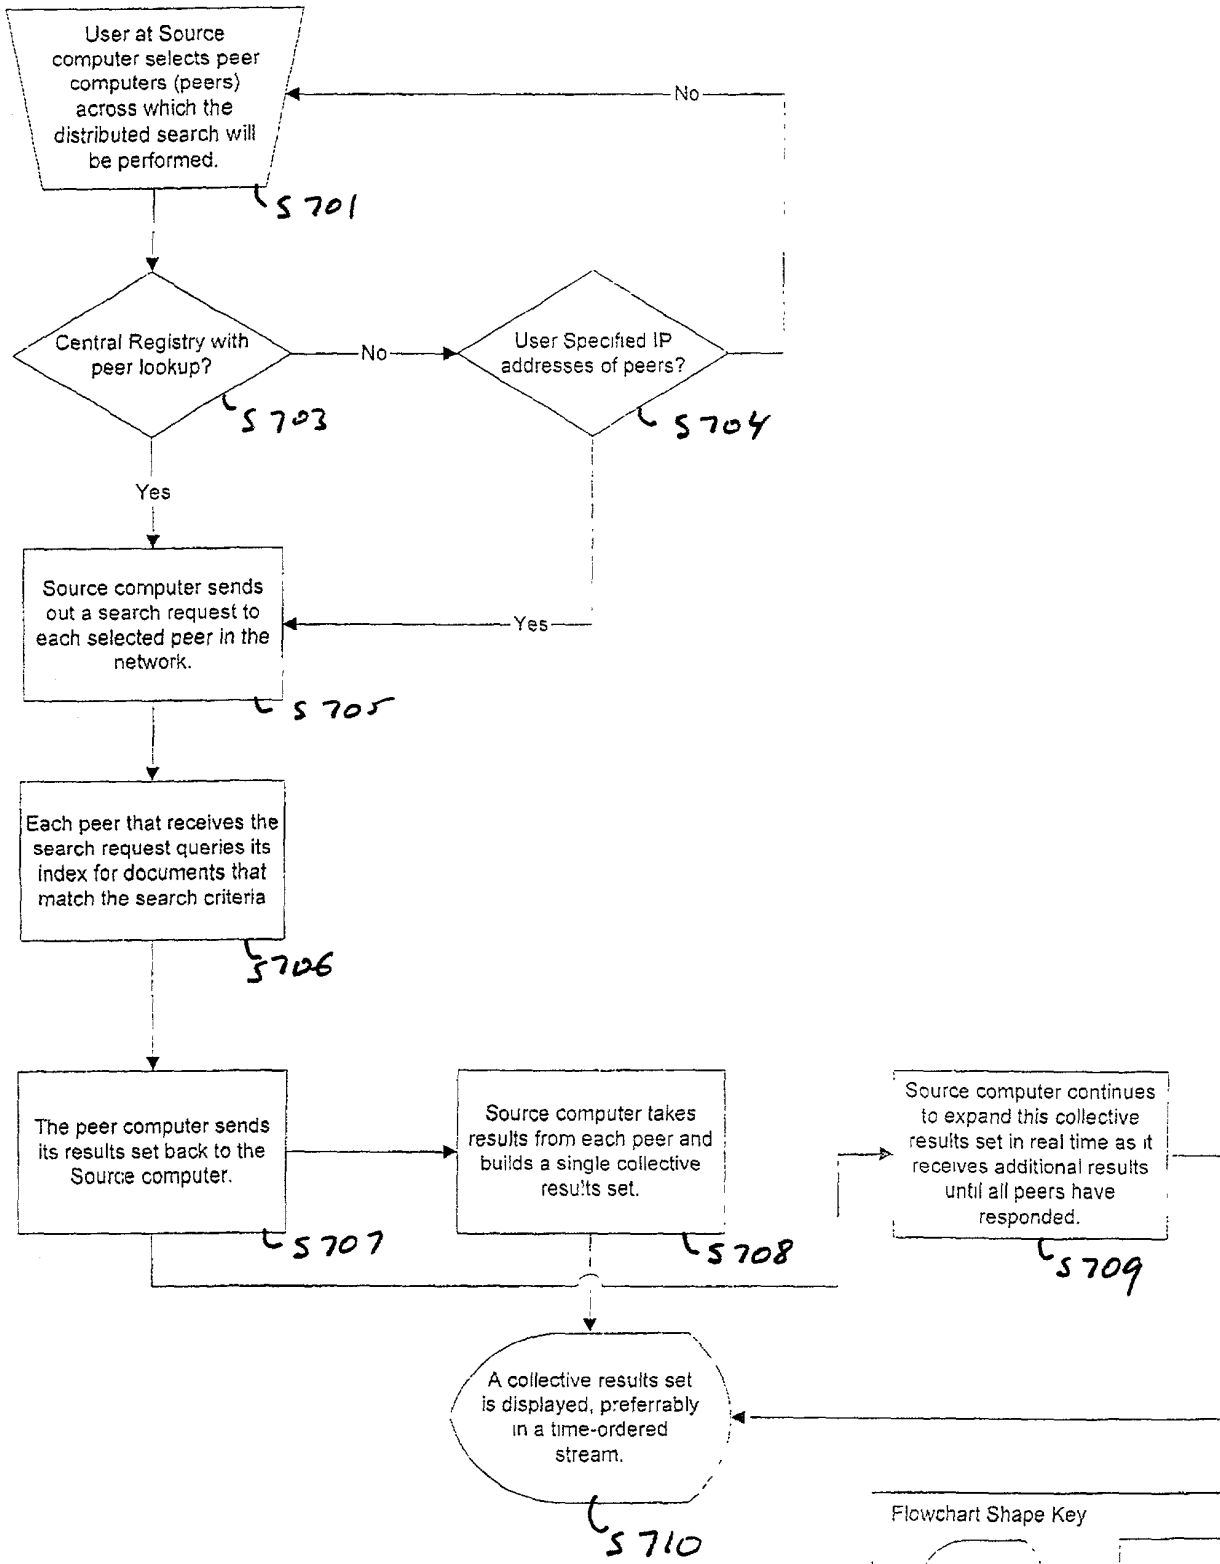 User at Source
computer selects peer
computers (peers)
across which the
distributed search will
be performed.
No
S701
Central Registry with
peer lookup?
No
User Specified IP
addresses of peers?
S703
S704
Yes
Source computer sends
out a search request to
each selected peer in the
network.
Yes
S705
Each peer that receives the
search request queries its
index for documents that
match the search criteria
S706
The peer computer sends
its results set back to the
Source computer.
S707
Source computer takes
results from each peer and
builds a single collective
results set.
S708
Source computer continues
to expand this collective
results set in real time as it
receives additional results
until all peers have
responded.
S709
A collective results set
is displayed, preferrably
in a time-ordered
stream.
S710
Flowchart Shape Key